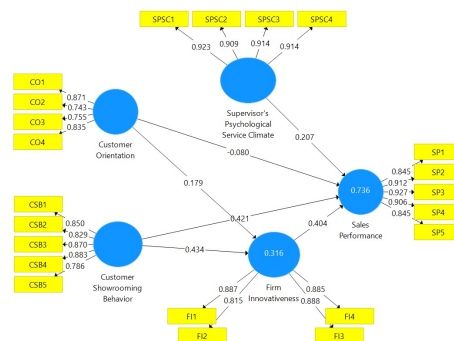 SPSC1
SPSC2
SPSC3
SPSC4
0.923
0.909
0.914
0.914
Supervisor's
Psychological
Service Climate
CO1
CO2
CO3
CO4
0.871
0.743
0.755
0.835
Customer
Orientation
0.207
-0.080
0.179
0.421
0.434
0.404
CSB1
CSB2
CSB3
CSB4
CSB5
0.850
0.829
0.870
0.883
0.786
Customer
Showrooming
Behavior
0.736
Sales
Performance
0.845
0.912
0.927
0.906
0.845
SP1
SP2
SP3
SP4
SP5
0.316
Firm
Innovativeness
0.887
0.815
0.885
0.888
FI1
FI2
FI4
FI3